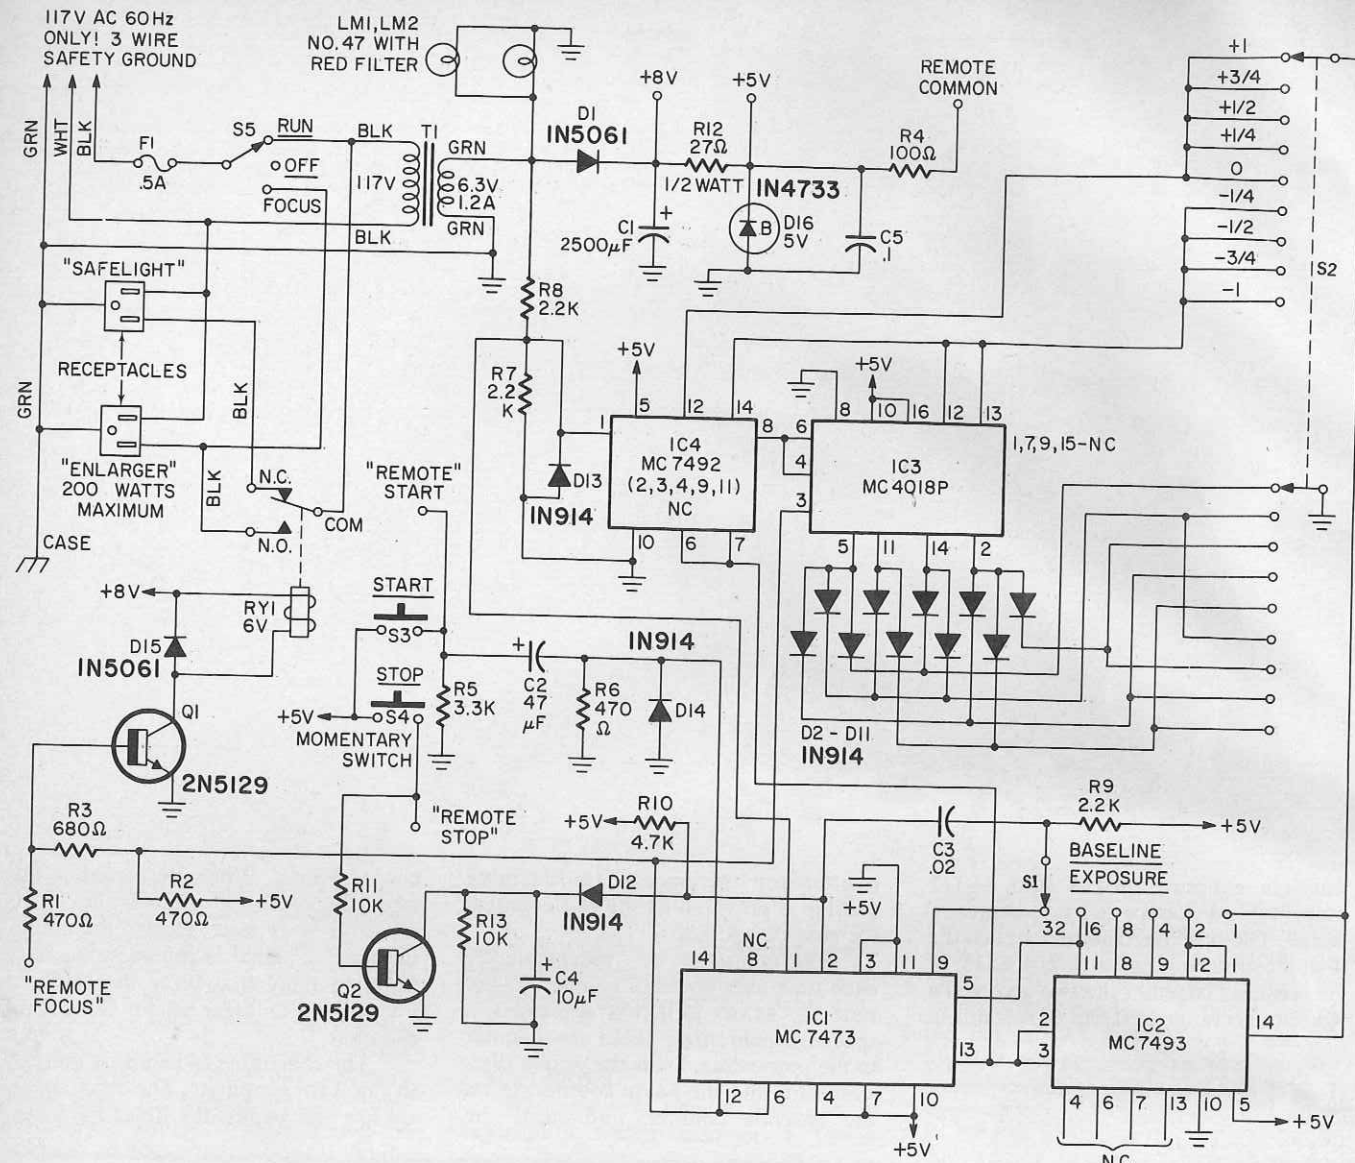 117V AC 60Hz
ONLY! 3 WIRE
SAFETY GROUND
LM1,LM2
NO.47 WITH
RED FILTER
+8V
+5V
REMOTE
COMMON
+1
+3/4
+1/2
+1/4
0
-1/4
-1/2
-3/4
-1
S2
GRN
WHT
BLK
F1
.5A
S5
RUN
OFF
FOCUS
BLK
T1
117V
GRN
6.3V
1.2A
GRN
BLK
D1
1N5061
R12
27Ω
1/2 WATT
1N4733
R4
100Ω
C1
2500µF
+
B
D16
5V
C5
.1
"SAFELIGHT"
RECEPTACLES
GRN
BLK
"ENLARGER"
200 WATTS
MAXIMUM
BLK
N.C.
COM
N.O.
CASE
R8
2.2K
R7
2.2
K
+5V
5
12
14
1
IC4
MC7492
(2,3,4,9,11)
NC
8
10
6
7
D13
1N914
"REMOTE"
START
+5V
8
10
16
12
13
6
4
3
IC3
MC4018P
1,7,9,15-NC
5
11
14
2
D2 - D11
1N914
+8V
RY1
6V
D15
1N5061
Q1
2N5129
START
S3
STOP
+5V
S4
MOMENTARY
SWITCH
R5
3.3K
+
C2
47
µF
R6
470
Ω
1N914
D14
"REMOTE
STOP"
R3
680Ω
R1
470Ω
R2
470Ω
+5V
"REMOTE
FOCUS"
R11
10K
Q2
2N5129
R13
10K
+
C4
10µF
D12
1N914
+5V
R10
4.7K
C3
.02
R9
2.2K
+5V
BASELINE
EXPOSURE
S1
32
16
8
4
2
1
+5V
NC
14
8
1
2
3
11
9
5
13
IC1
MC7473
12
6
4
7
10
+5V
11
8
9
12
1
2
3
IC2
MC7493
14
4
6
7
13
10
5
+5V
N.C.